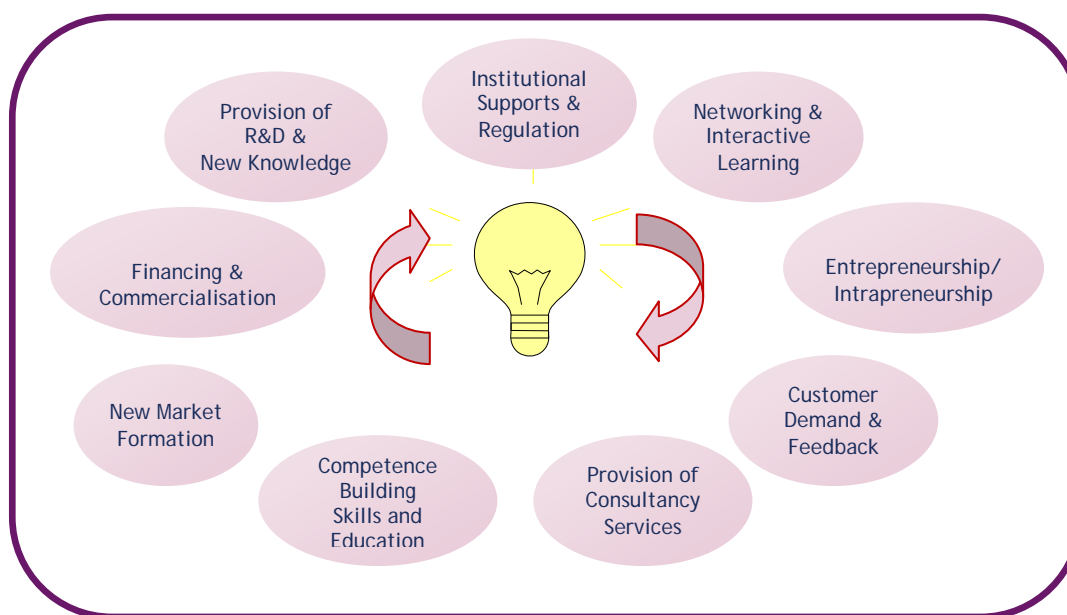 Institutional
Supports &
Regulation
Provision of
R&D &
New Knowledge
Networking &
Interactive
Learning
Financing &
Commercialisation
Entrepreneurship/
Intrapreneurship
New Market
Formation
Customer
Demand &
Feedback
Competence
Building
Skills and
Education
Provision of
Consultancy
Services